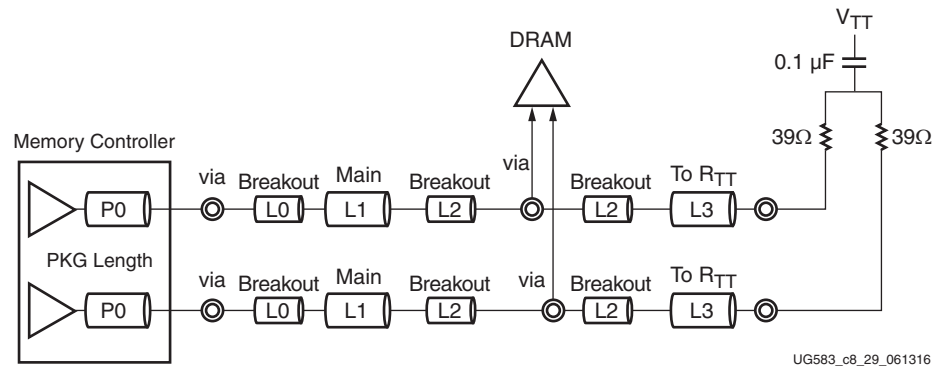 V_TT
DRAM
0.1 µF
39Ω
39Ω
Memory Controller
via
Breakout
Main
Breakout
via
Breakout
To R_TT
P0
L0
L1
L2
L2
L3
PKG Length
via
Breakout
Main
Breakout
via
Breakout
To R_TT
P0
L0
L1
L2
L2
L3
UG583_c8_29_061316